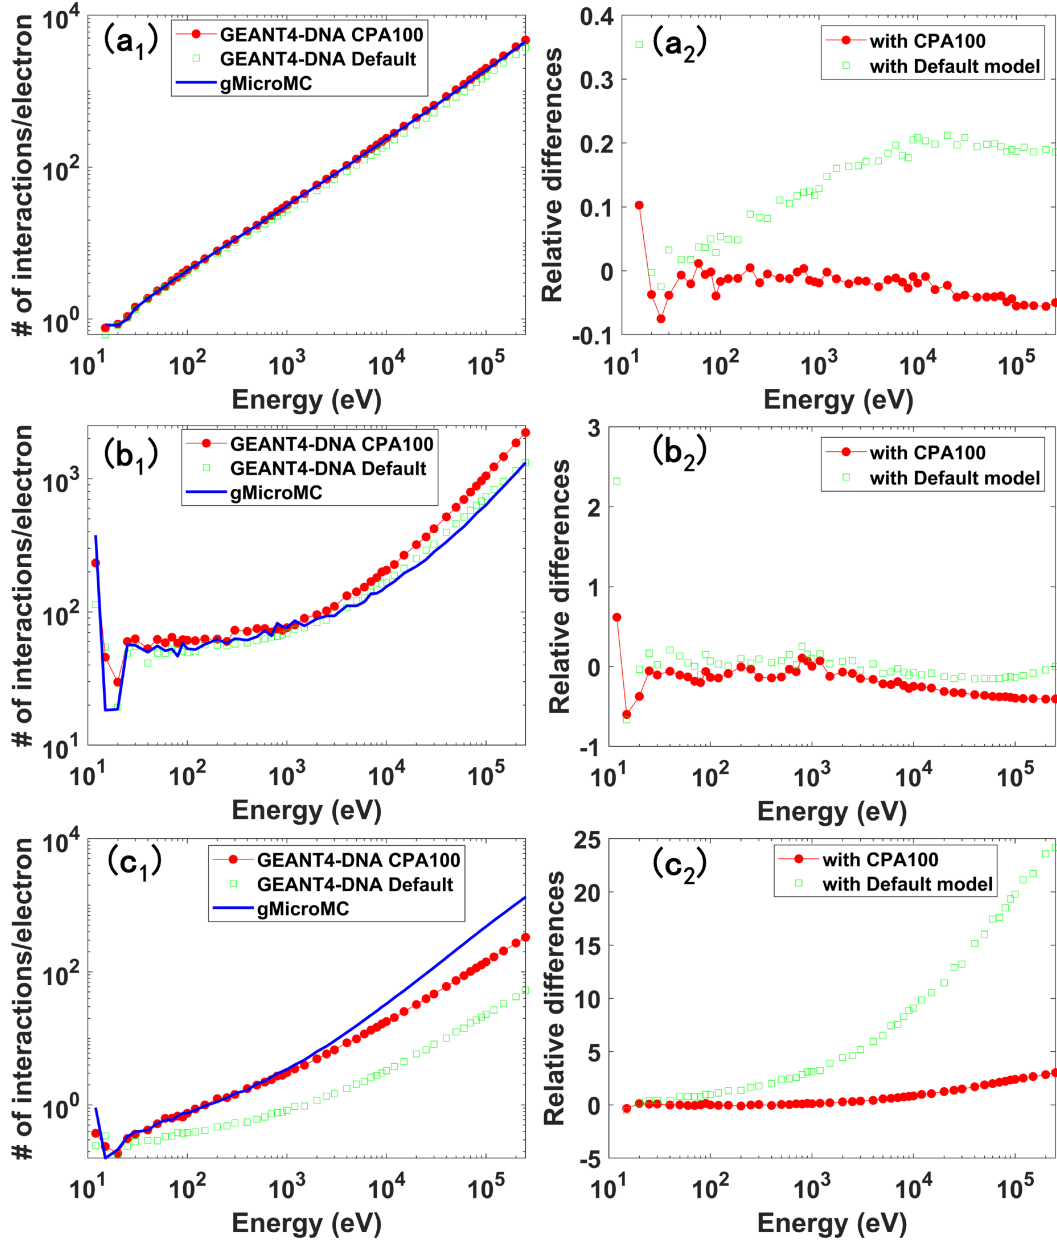 (a1)
GEANT4-DNA CPA100
GEANT4-DNA Default
gMicroMC
# of interactions/electron
10^4
10^2
10^0
10^1 10^2 10^3 10^4 10^5
Energy (eV)
(a2)
with CPA100
with Default model
Relative differences
0.4
0.3
0.2
0.1
0
-0.1
10^1 10^2 10^3 10^4 10^5
Energy (eV)
(b1)
GEANT4-DNA CPA100
GEANT4-DNA Default
gMicroMC
# of interactions/electron
10^3
10^2
10^1
10^1 10^2 10^3 10^4 10^5
Energy (eV)
(b2)
with CPA100
with Default model
Relative differences
3
2
1
0
-1
10^1 10^2 10^3 10^4 10^5
Energy (eV)
(c1)
GEANT4-DNA CPA100
GEANT4-DNA Default
gMicroMC
# of interactions/electron
10^4
10^2
10^0
10^1 10^2 10^3 10^4 10^5
Energy (eV)
(c2)
with CPA100
with Default model
Relative differences
25
20
15
10
5
0
-5
10^1 10^2 10^3 10^4 10^5
Energy (eV)